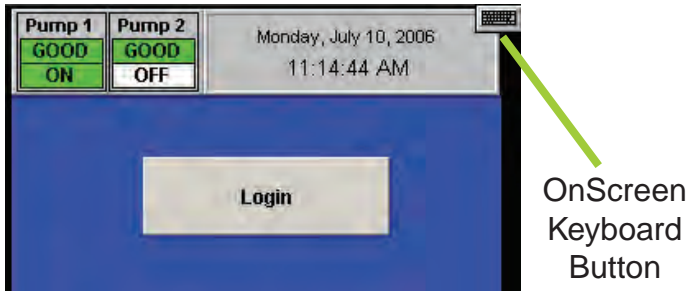 Pump 1
GOOD
ON
Pump 2
GOOD
OFF
Monday, July 10, 2006
11:14:44 AM
Login
OnScreen
Keyboard
Button